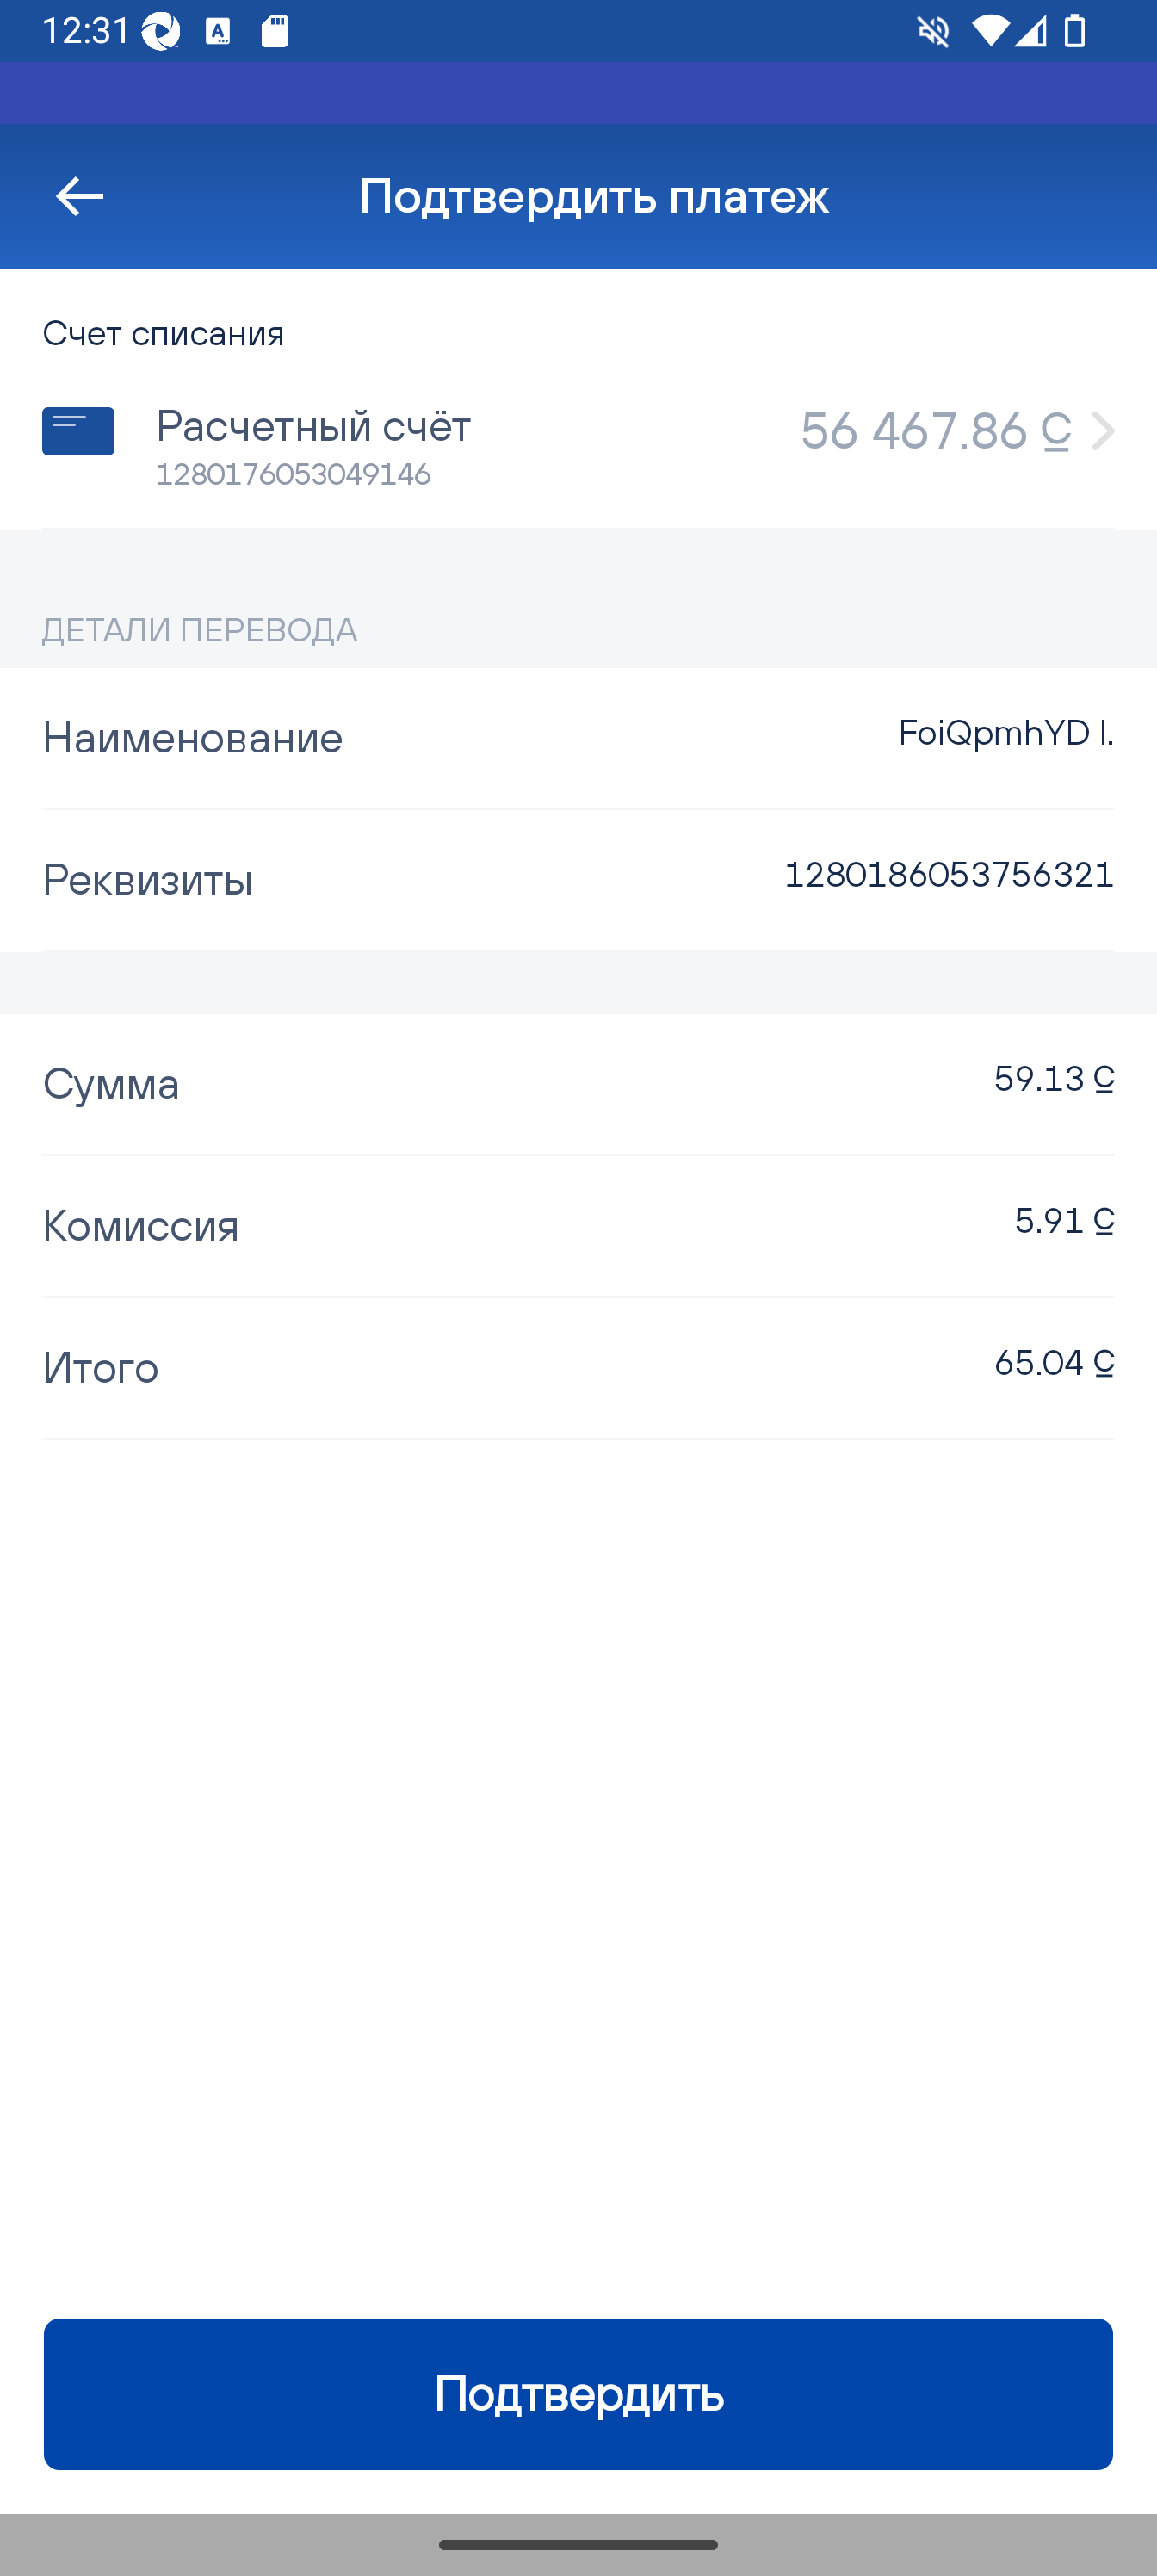 12:31
Подтвердить платеж
Счет списания
Расчетный счёт
56 467.86 ⃀
1280176053049146
ДЕТАЛИ ПЕРЕВОДА
Наименование
FoiQpmhYD I.
Реквизиты
1280186053756321
Сумма
59.13 ⃀
Комиссия
5.91 ⃀
Итого
65.04 ⃀
Подтвердить